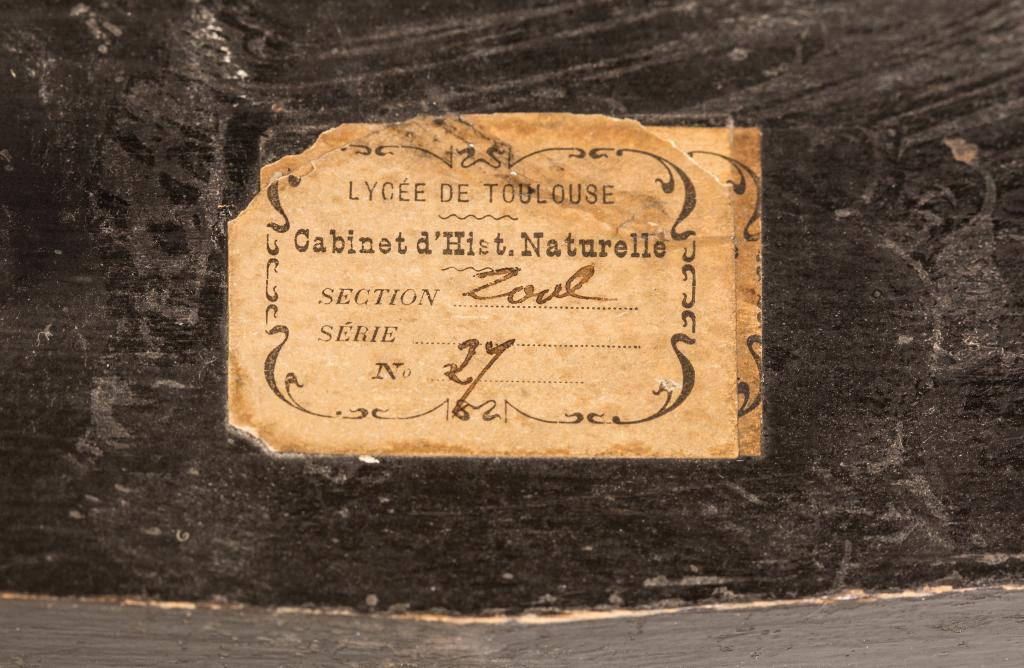 LYCÉE DE TOULOUSE
Cabinet d'Hist. Naturelle
SECTION Zool
SÉRIE
No 27